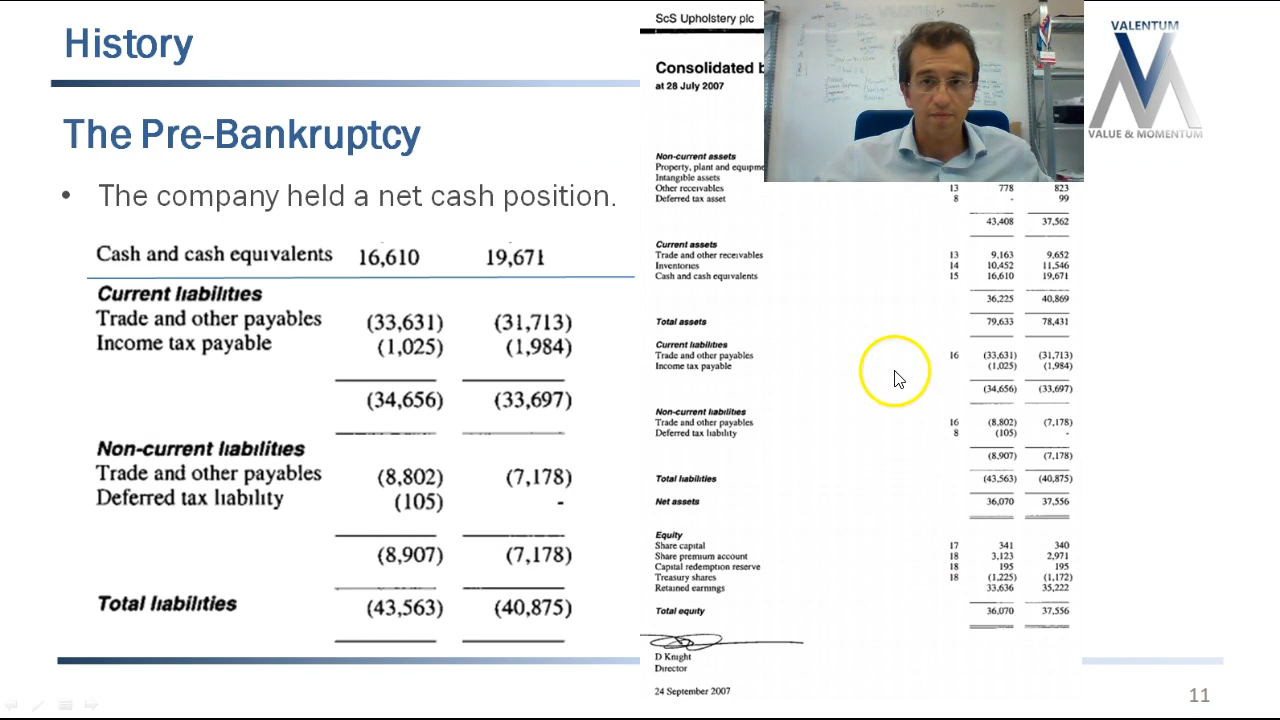 History
The Pre-Bankruptcy
• The company held a net cash position.
Cash and cash equivalents 16,610 19,671
Current liabilities
Trade and other payables (33,631) (31,713)
Income tax payable (1,025) (1,984)
(34,656) (33,697)
Non-current liabilities
Trade and other payables (8,802) (7,178)
Deferred tax liability (105) -
(8,907) (7,178)
Total liabilities (43,563) (40,875)
ScS Upholstery plc
Consolidated b
at 28 July 2007
Non-current assets
Property, plant and equipme
Intangible assets
Other receivables 13 778 823
Deferred tax asset 8 - 99
43,408 37,562
Current assets
Trade and other receivables 13 9,163 9,652
Inventories 14 10,452 11,546
Cash and cash equivalents 15 16,610 19,671
36,225 40,869
Total assets 79,633 78,431
Current liabilities
Trade and other payables 16 (33,631) (31,713)
Income tax payable (1,025) (1,984)
(34,656) (33,697)
Non-current liabilities
Trade and other payables 16 (8,802) (7,178)
Deferred tax liability 8 (105) -
(8,907) (7,178)
Total liabilities (43,563) (40,875)
Net assets 36,070 37,556
Equity
Share capital 17 341 340
Share premium account 18 3,123 2,971
Capital redemption reserve 18 195 195
Treasury shares 18 (1,225) (1,172)
Retained earnings 33,636 35,222
Total equity 36,070 37,556
D Knight
Director
24 September 2007
VALENTUM
VALUE & MOMENTUM
11